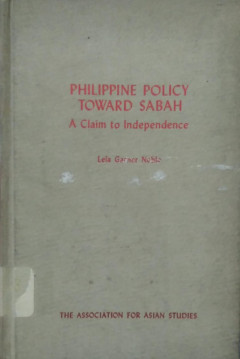 PHILIPPINE POLICY
TOWARD SABAH
A Claim to Independence
Lela
THE ASSOCIATION FOR ASIAN STUDIES